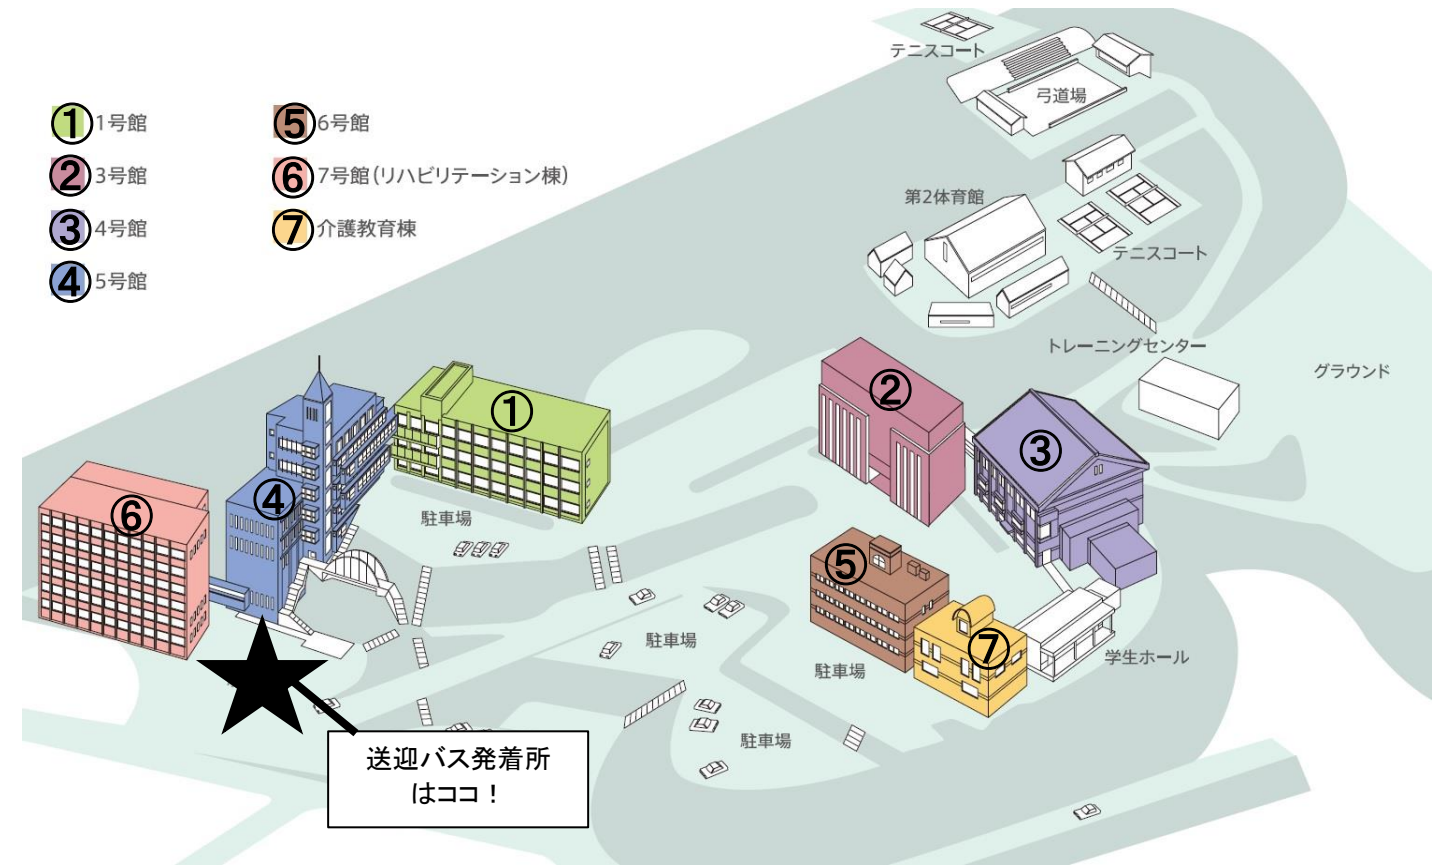 ①1号館
②3号館
③4号館
④5号館
⑤6号館
⑥7号館(リハビリテーション棟)
⑦介護教育棟
テニスコート
弓道場
第2体育館
テニスコート
トレーニングセンター
グラウンド
①
②
③
④
⑤
⑥
⑦
駐車場
駐車場
駐車場
駐車場
学生ホール
送迎バス発着所
はココ！